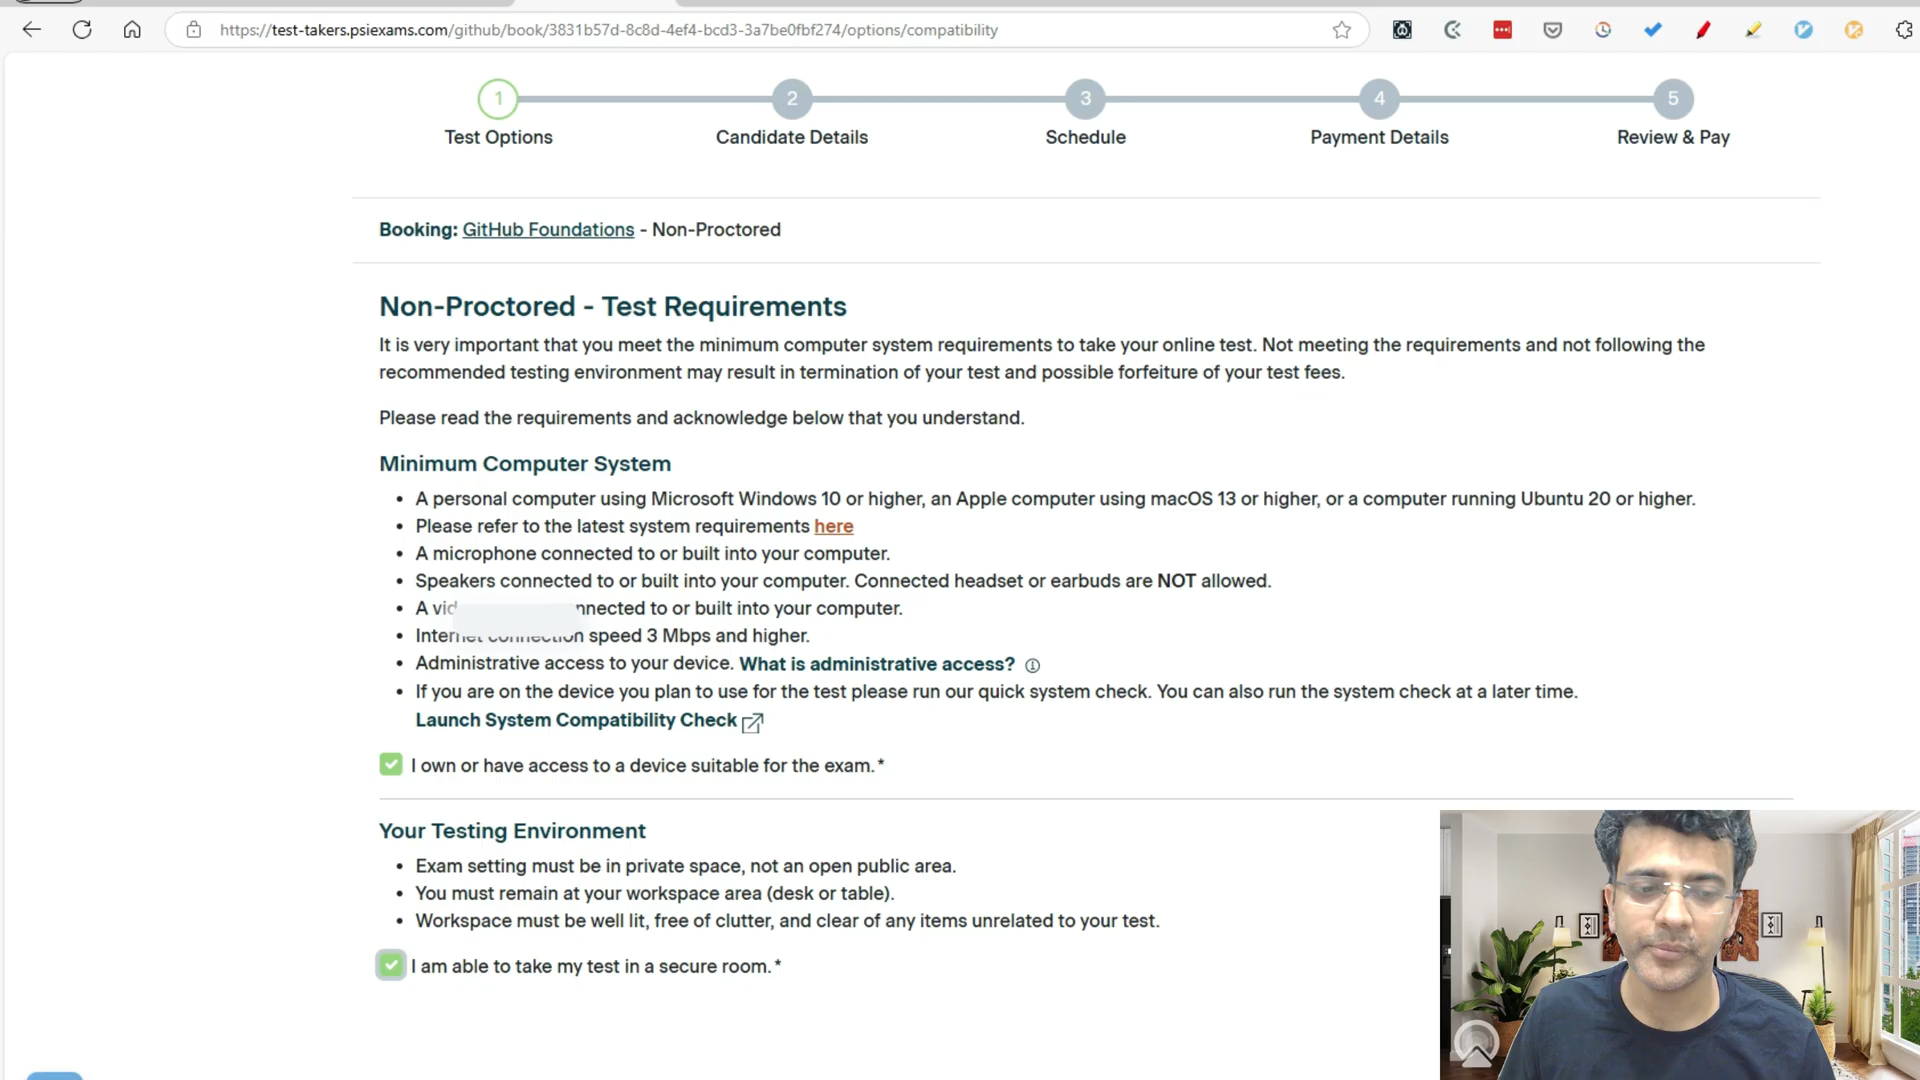 https://test-takers.psiexams.com/github/book/3831b57d-8c8d-4ef4-bcd3-3a7be0fbf274/options/compatibility
1
2
3
4
5
Test Options
Candidate Details
Schedule
Payment Details
Review & Pay
Booking: GitHub Foundations - Non-Proctored
Non-Proctored - Test Requirements
It is very important that you meet the minimum computer system requirements to take your online test. Not meeting the requirements and not following the
recommended testing environment may result in termination of your test and possible forfeiture of your test fees.
Please read the requirements and acknowledge below that you understand.
Minimum Computer System
• A personal computer using Microsoft Windows 10 or higher, an Apple computer using macOS 13 or higher, or a computer running Ubuntu 20 or higher.
• Please refer to the latest system requirements here
• A microphone connected to or built into your computer.
• Speakers connected to or built into your computer. Connected headset or earbuds are NOT allowed.
• A nnected to or built into your computer.
• Internet connection speed 3 Mbps and higher.
• Administrative access to your device. What is administrative access?
• If you are on the device you plan to use for the test please run our quick system check. You can also run the system check at a later time.
Launch System Compatibility Check
I own or have access to a device suitable for the exam.*
Your Testing Environment
• Exam setting must be in private space, not an open public area.
• You must remain at your workspace area (desk or table).
• Workspace must be well lit, free of clutter, and clear of any items unrelated to your test.
I am able to take my test in a secure room.*